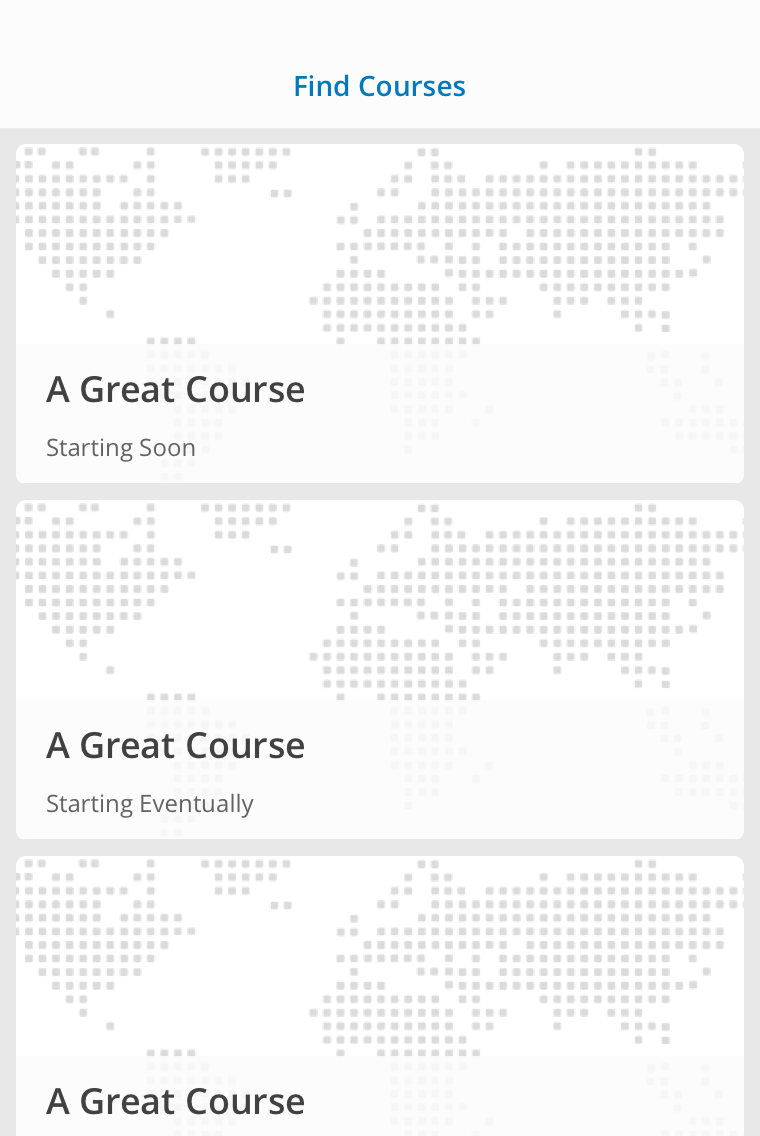 Find Courses
A Great Course
Starting Soon
A Great Course
Starting Eventually
A Great Course